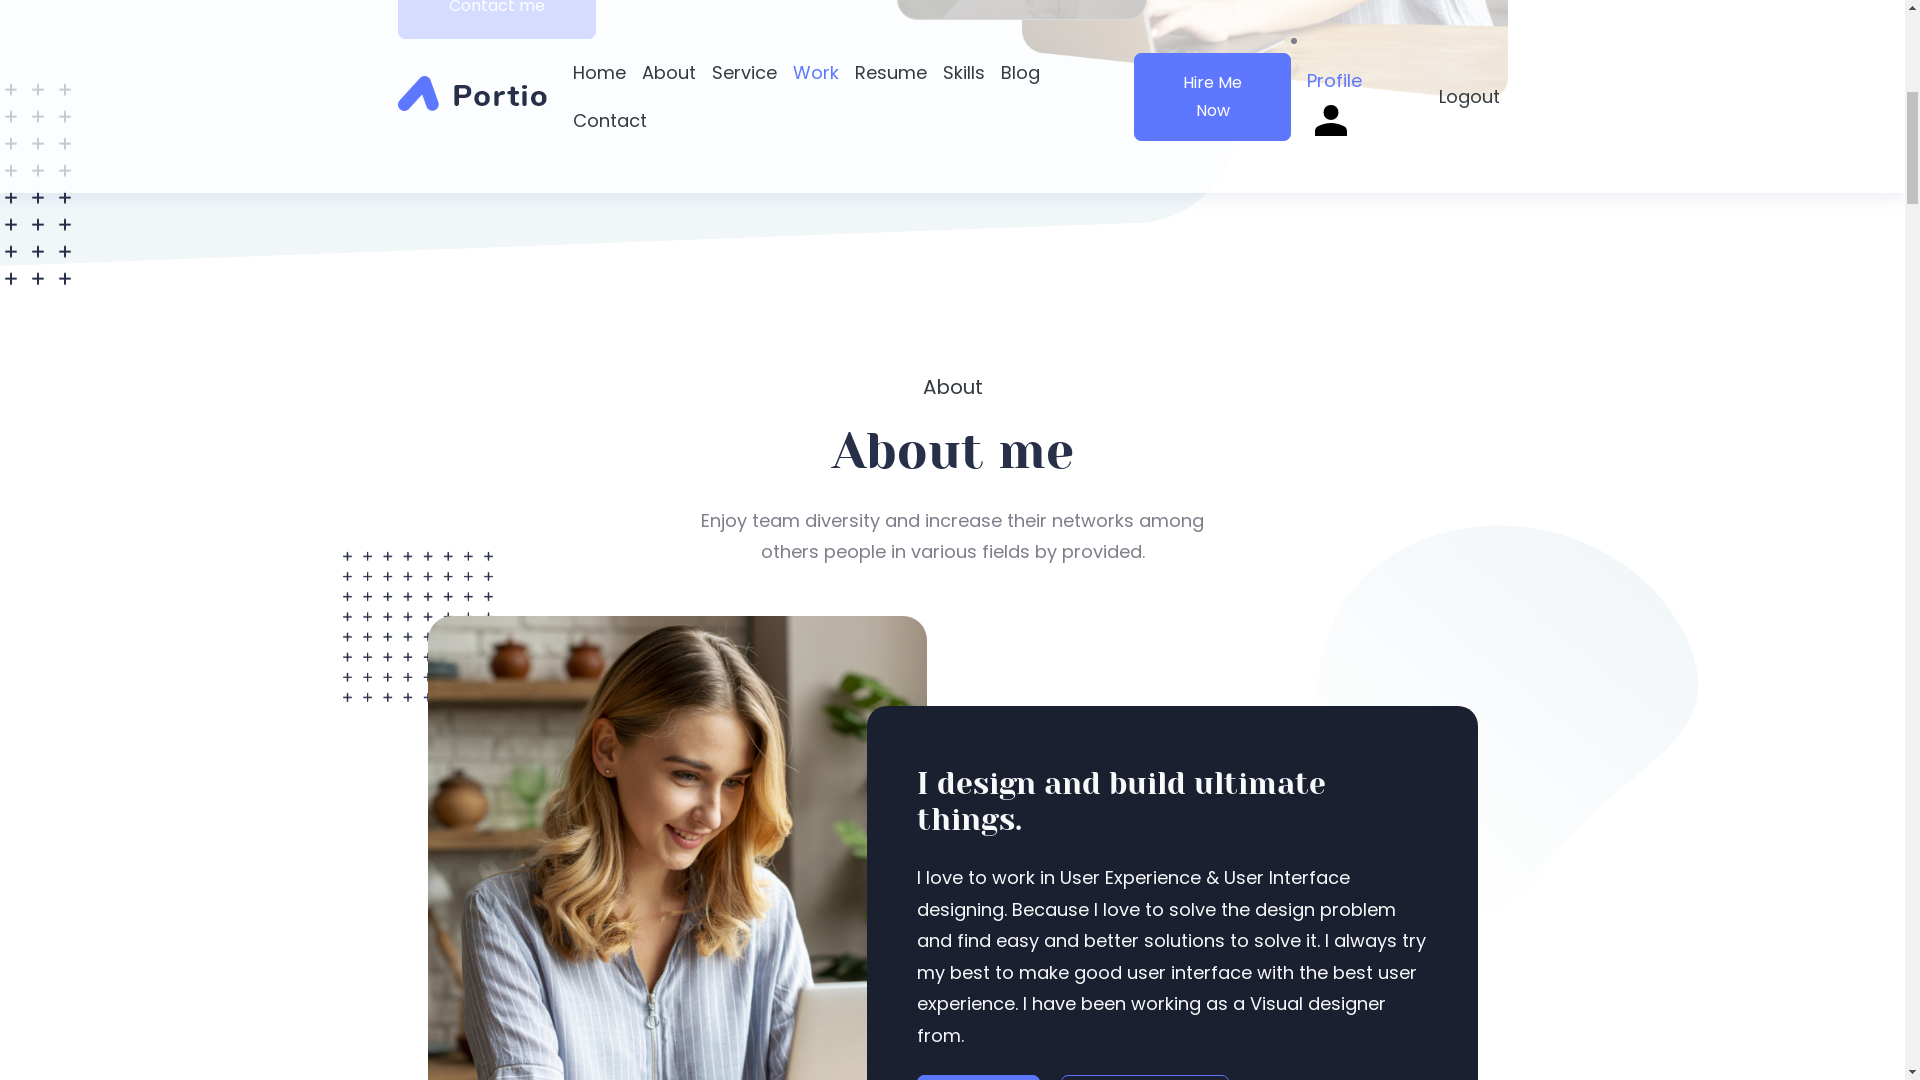 Contact me
Portio
Home About Service Work Resume Skills Blog
Contact
Hire Me
Now
Profile
Logout
About
About me
Enjoy team diversity and increase their networks among
others people in various fields by provided.
I design and build ultimate
things.
I love to work in User Experience & User Interface
designing. Because I love to solve the design problem
and find easy and better solutions to solve it. I always try
my best to make good user interface with the best user
experience. I have been working as a Visual designer
from.